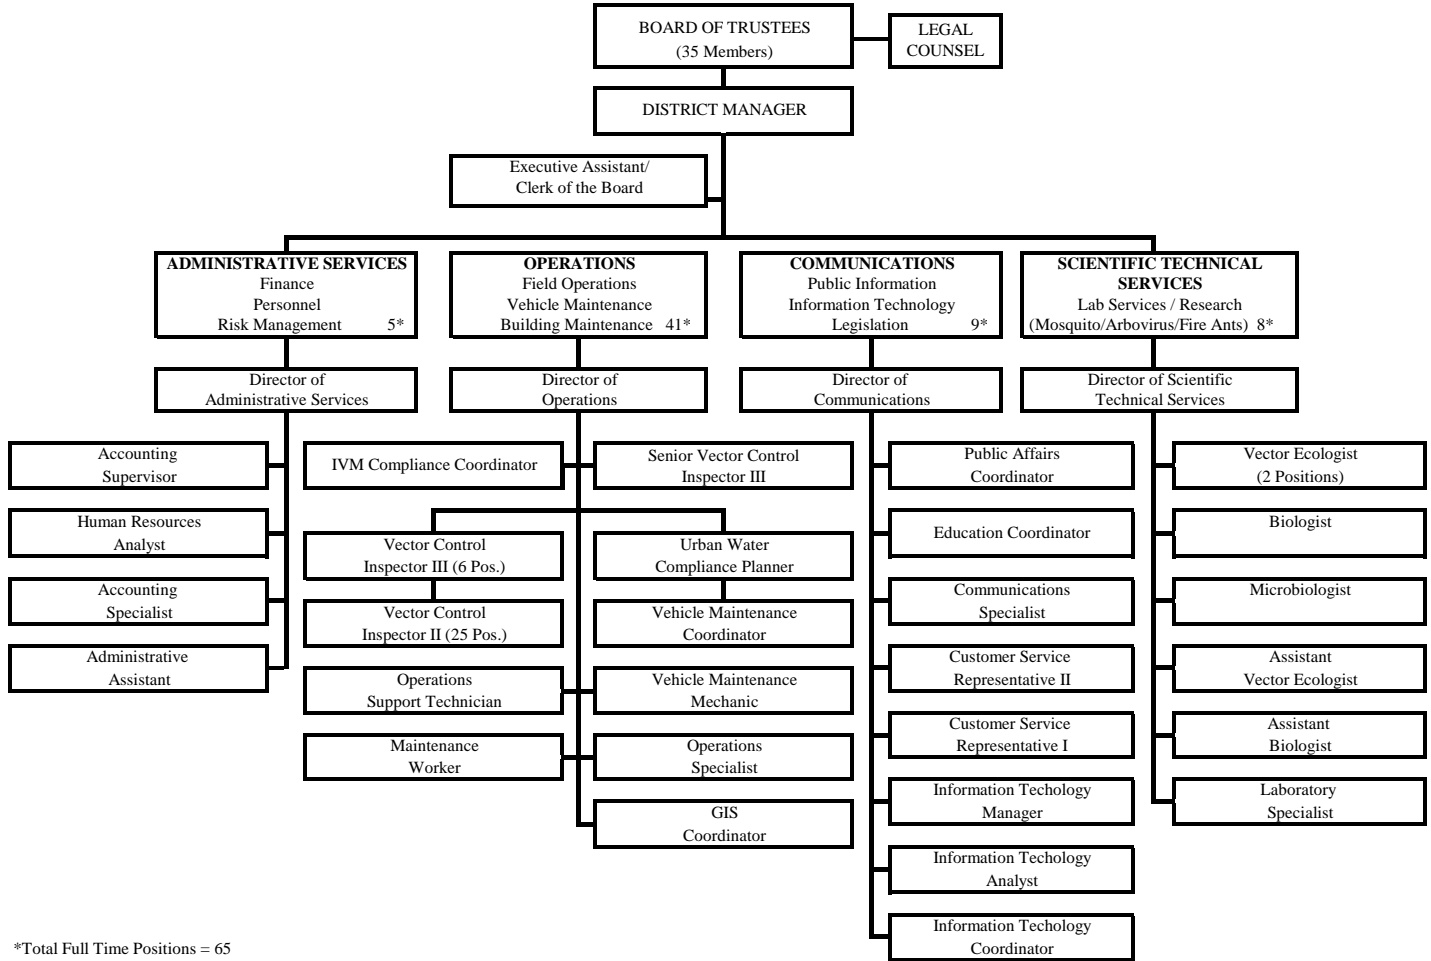 BOARD OF TRUSTEES
(35 Members)
LEGAL
COUNSEL
DISTRICT MANAGER
Executive Assistant/
Clerk of the Board
ADMINISTRATIVE SERVICES
Finance
Personnel
Risk Management 5*
OPERATIONS
Field Operations
Vehicle Maintenance
Building Maintenance 41*
COMMUNICATIONS
Public Information
Information Technology
Legislation 9*
SCIENTIFIC TECHNICAL
SERVICES
Lab Services / Research
(Mosquito/Arbovirus/Fire Ants) 8*
Director of
Administrative Services
Director of
Operations
Director of
Communications
Director of Scientific
Technical Services
Accounting
Supervisor
Human Resources
Analyst
Accounting
Specialist
Administrative
Assistant
IVM Compliance Coordinator
Senior Vector Control
Inspector III
Vector Control
Inspector III (6 Pos.)
Urban Water
Compliance Planner
Vector Control
Inspector II (25 Pos.)
Vehicle Maintenance
Coordinator
Operations
Support Technician
Vehicle Maintenance
Mechanic
Maintenance
Worker
Operations
Specialist
GIS
Coordinator
Public Affairs
Coordinator
Education Coordinator
Communications
Specialist
Customer Service
Representative II
Customer Service
Representative I
Information Techology
Manager
Information Techology
Analyst
Information Techology
Coordinator
Vector Ecologist
(2 Positions)
Biologist
Microbiologist
Assistant
Vector Ecologist
Assistant
Biologist
Laboratory
Specialist
*Total Full Time Positions = 65